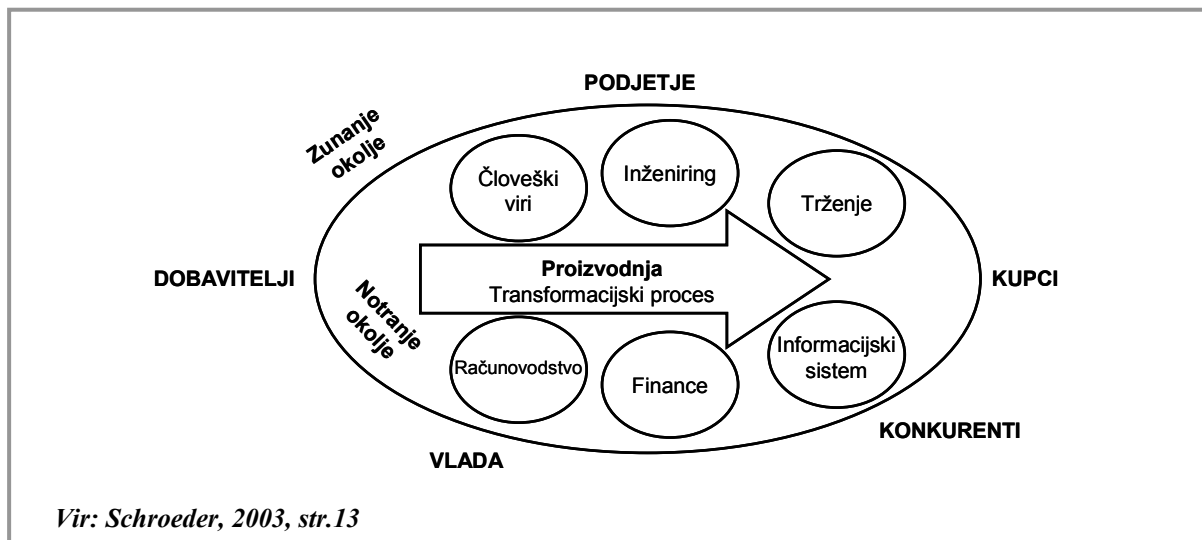 PODJETJE
Zunanje
okolje
Človeški
viri
Inženiring
Trženje
DOBAVITELJI
Notranje
okolje
Proizvodnja
Transformacijski proces
KUPCI
Računovodstvo
Finance
Informacijski
sistem
VLADA
KONKURENTI
Vir: Schroeder, 2003, str.13